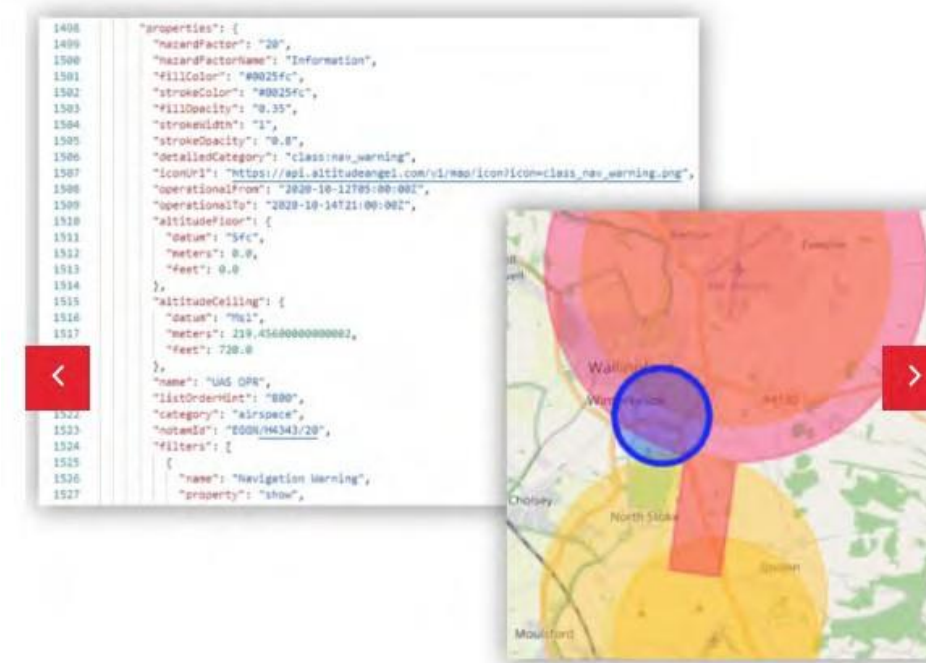 1498 "properties": {
1499 "hazardFactor": "20",
1500 "hazardFactorName": "Information",
1501 "fillColor": "#0025fc",
1502 "strokeColor": "#0025fc",
1503 "fillOpacity": "0.35",
1504 "strokeWidth": "1",
1505 "strokeOpacity": "0.8",
1506 "detailedCategory": "class:nav_warning",
1507 "iconUrl": "https://api.altitudeangel.com/v1/map/icon?icon=class_nav_warning.png",
1508 "operationalFrom": "2020-10-12T05:00:00Z",
1509 "operationalTo": "2020-10-14T21:00:00Z",
1510 "altitudeFloor": {
1511 "datum": "Sfc",
1512 "meters": 0.0,
1513 "feet": 0.0
1514 },
1515 "altitudeCeiling": {
1516 "datum": "Msl",
1517 "meters": 219.45600000000002,
"feet": 720.0
},
"name": "UAS OPR",
"listOrderHint": "800",
1522 "category": "airspace",
1523 "notamId": "EGGN/H4343/20",
1524 "filters": [
1525 {
1526 "name": "Navigation Warning",
1527 "property": "show",
Cholsey
North Stoke
Moulsford